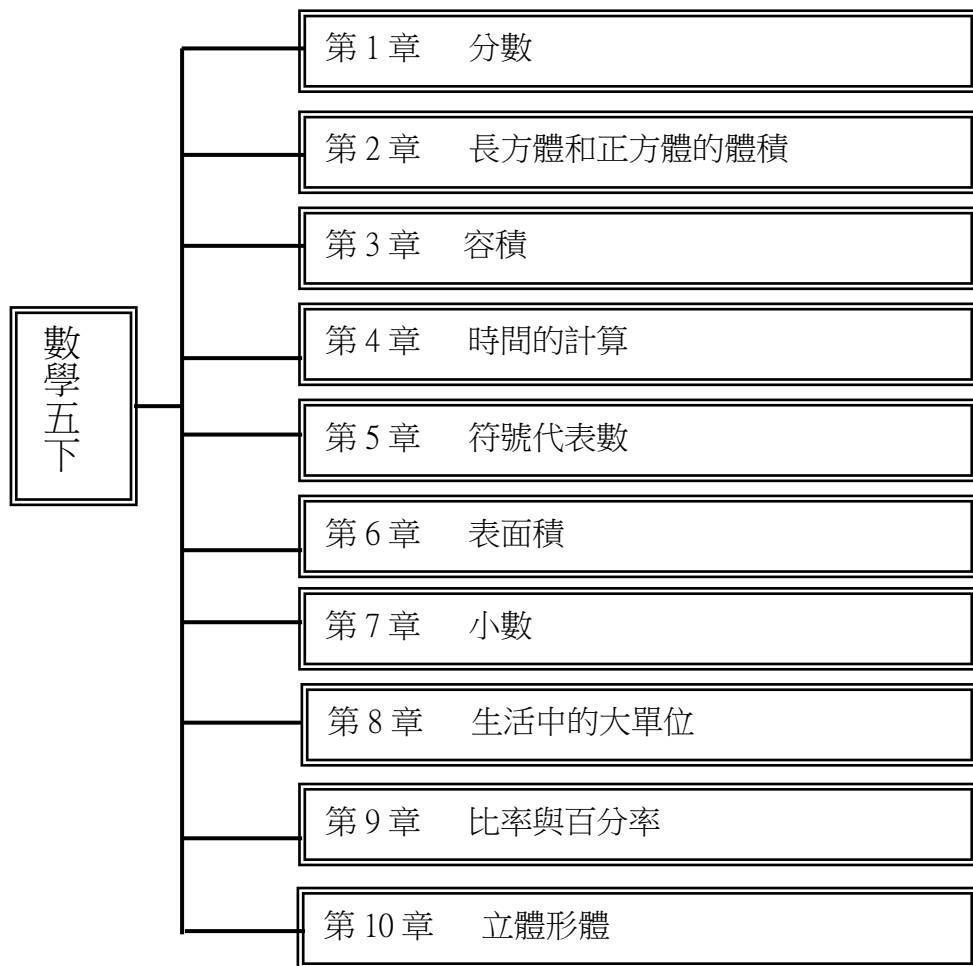 數學五下
第 1 章 分數
第 2 章 長方體和正方體的體積
第 3 章 容積
第 4 章 時間的計算
第 5 章 符號代表數
第 6 章 表面積
第 7 章 小數
第 8 章 生活中的大單位
第 9 章 比率與百分率
第 10 章 立體形體